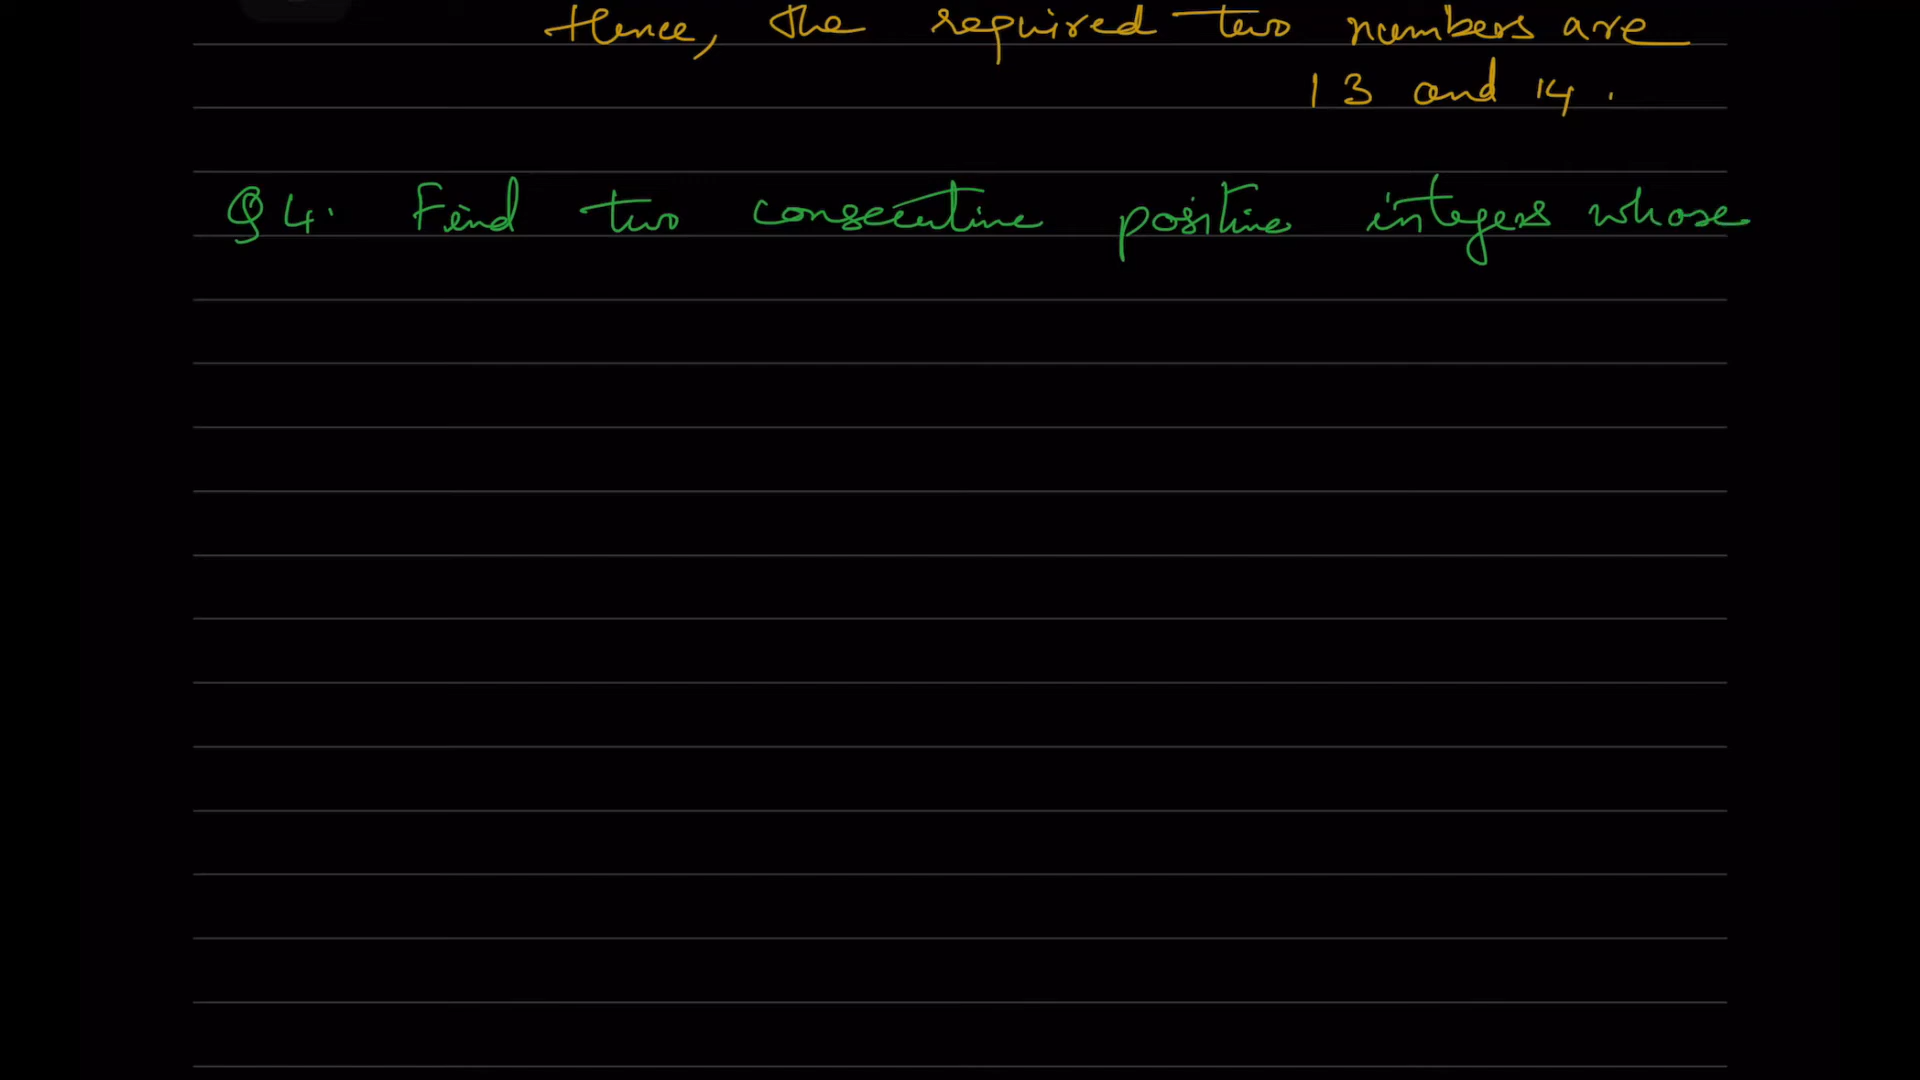 Hence, the required two numbers are
13 and 14.
Q4. Find two consecutive positive integers whose